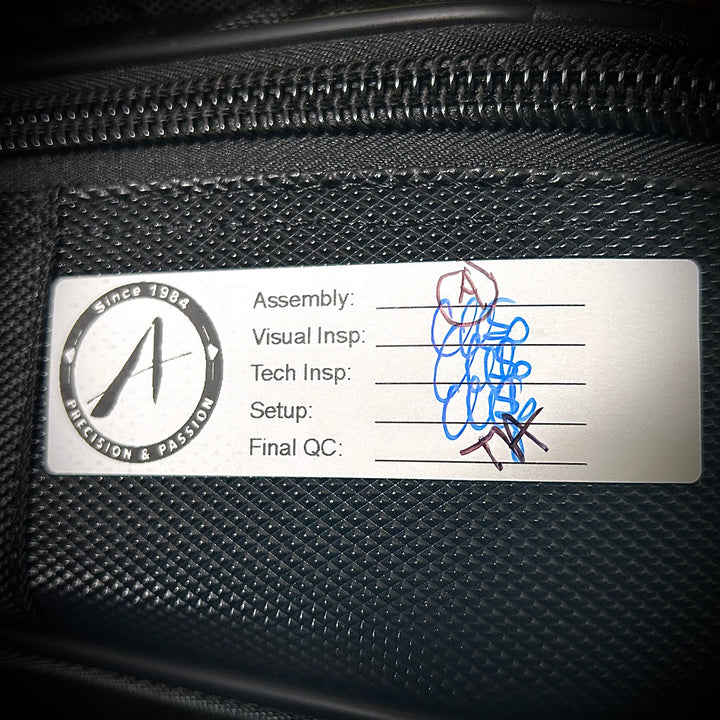 Since 1984
A
PRECISION & PASSION
Assembly: A
Visual Insp:
Tech Insp:
Setup:
Final QC: